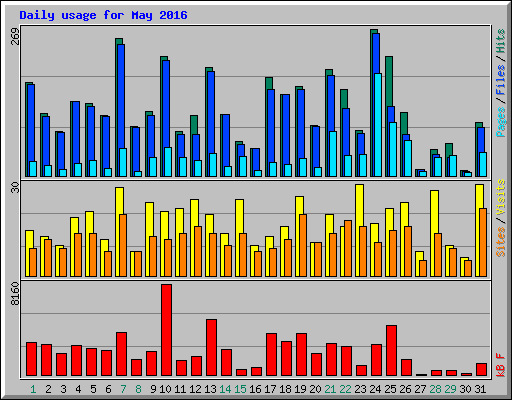 Daily usage for May 2016
269
Pages / Files / Hits
30
Sites / Visits
8160
kB F
1 2 3 4 5 6 7 8 9 10 11 12 13 14 15 16 17 18 19 20 21 22 23 24 25 26 27 28 29 30 31